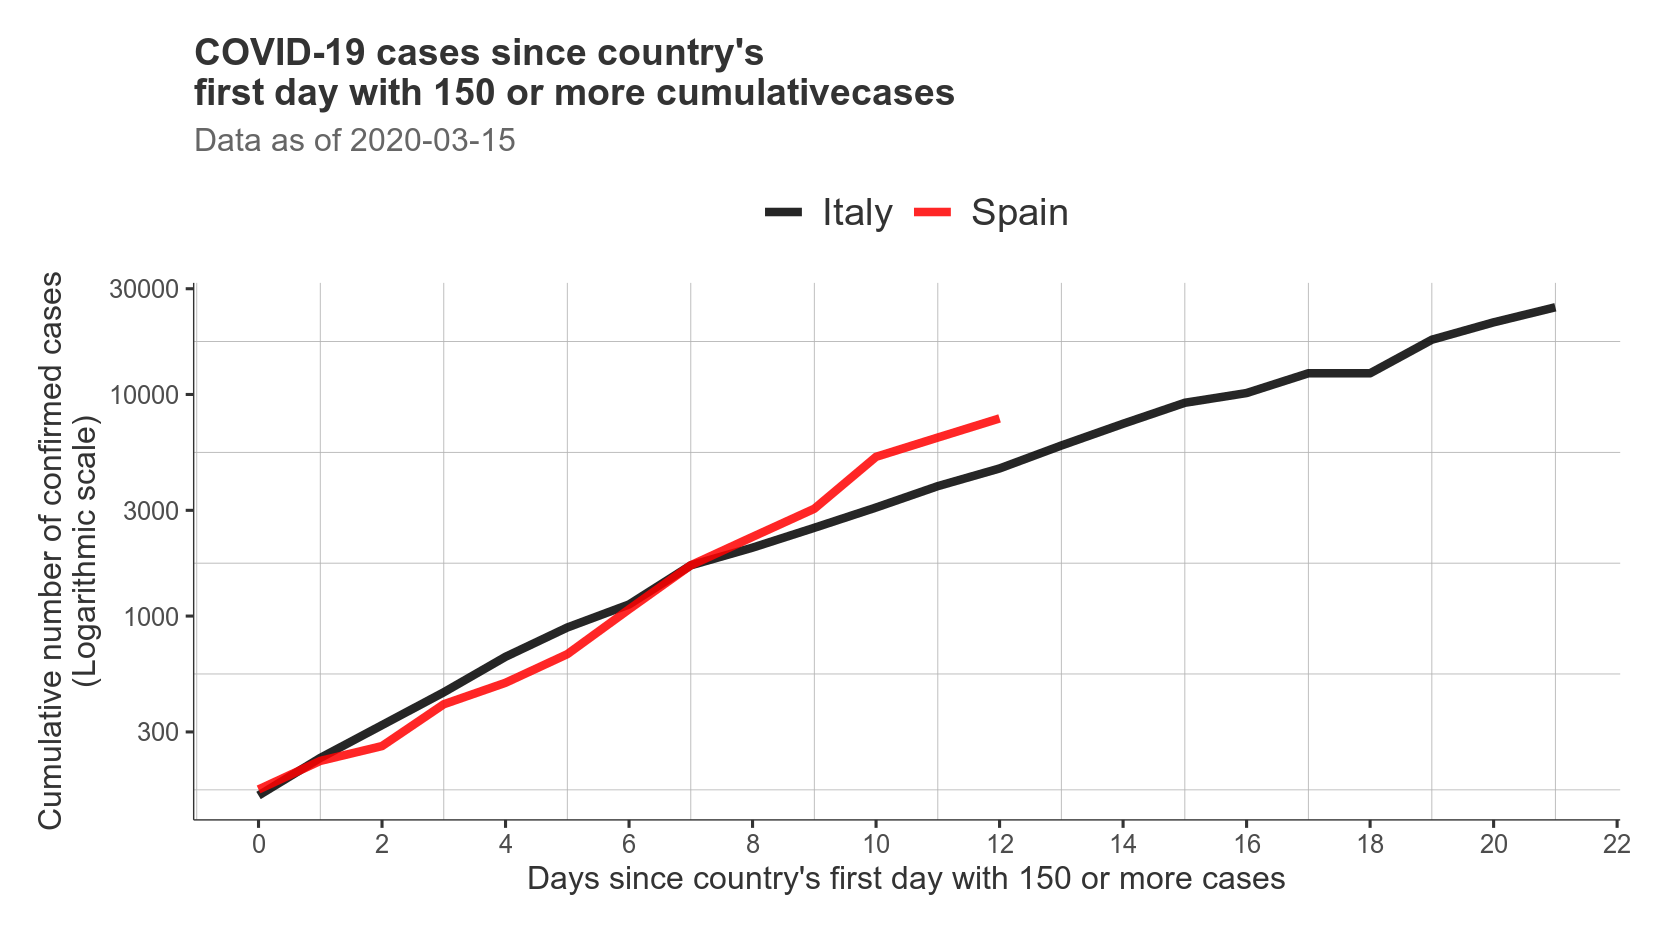 COVID-19 cases since country's
first day with 150 or more cumulativecases
Data as of 2020-03-15
Italy Spain
Cumulative number of confirmed cases
(Logarithmic scale)
30000
10000
3000
1000
300
0 2 4 6 8 10 12 14 16 18 20 22
Days since country's first day with 150 or more cases